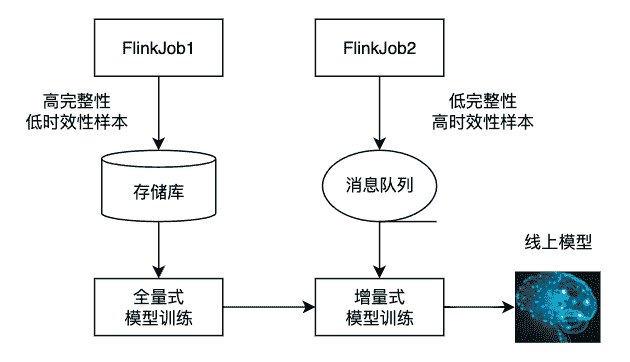 FlinkJob1
FlinkJob2
高完整性
低时效性样本
低完整性
高时效性样本
存储库
消息队列
线上模型
全量式
模型训练
增量式
模型训练